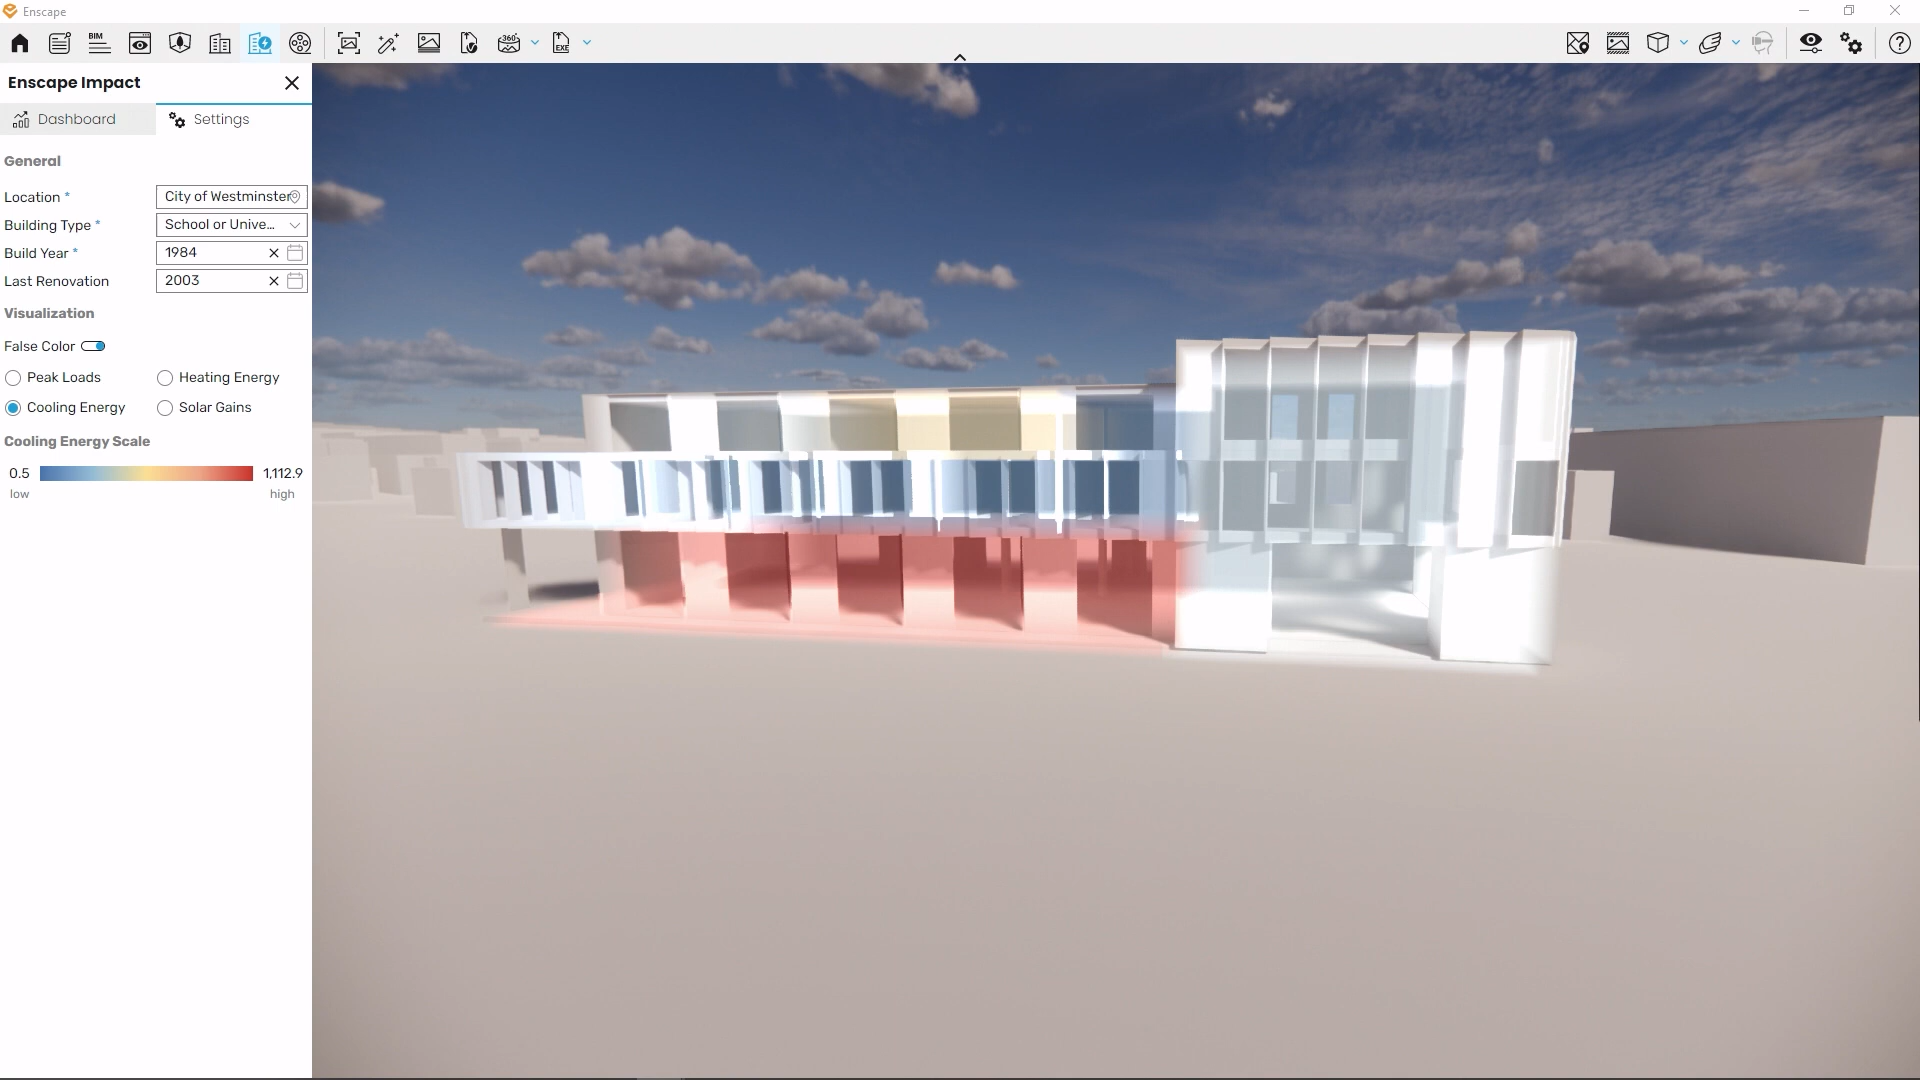 Enscape
BIM
360°
EXE
Enscape Impact
Dashboard
Settings
General
Location *
City of Westminster
Building Type *
School or Unive...
Build Year *
1984
Last Renovation
2003
Visualization
False Color
Peak Loads
Heating Energy
Cooling Energy
Solar Gains
Cooling Energy Scale
0.5
1,112.9
low
high